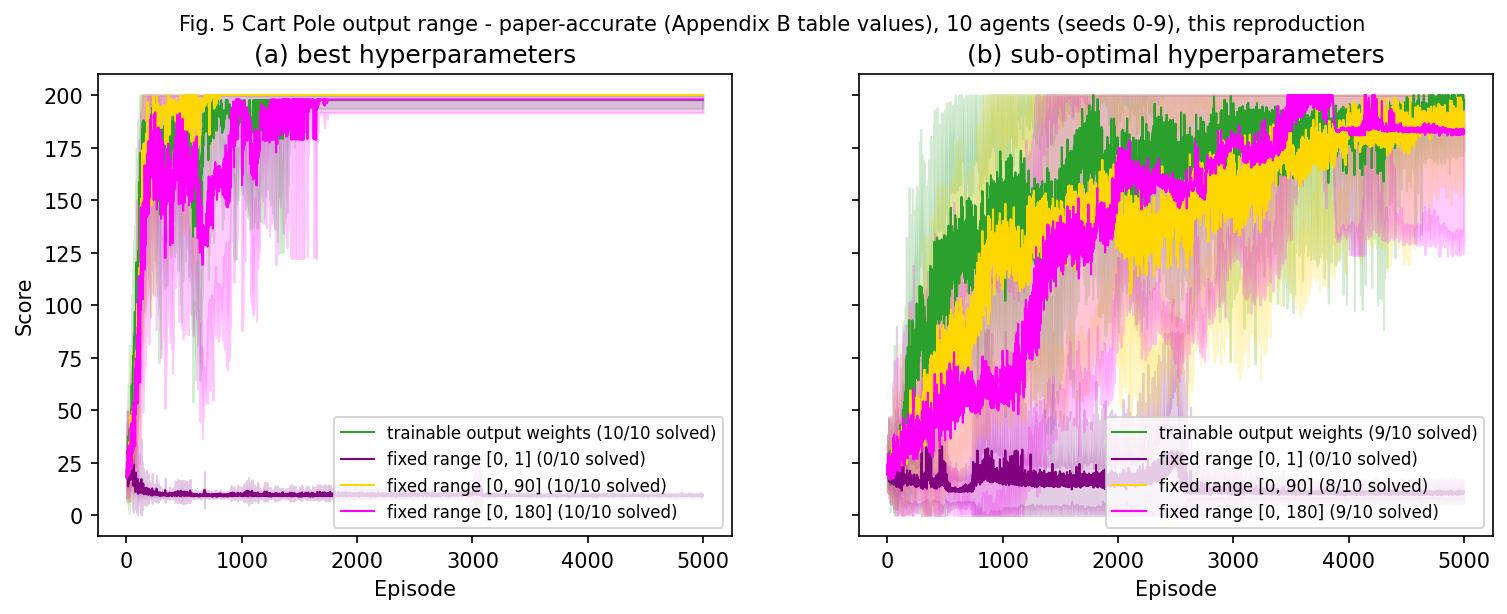 Fig. 5 Cart Pole output range - paper-accurate (Appendix B table values), 10 agents (seeds 0-9), this reproduction
(a) best hyperparameters
200
175
150
125
100
75
50
25
0
Score
trainable output weights (10/10 solved)
fixed range [0, 1] (0/10 solved)
fixed range [0, 90] (10/10 solved)
fixed range [0, 180] (10/10 solved)
0 1000 2000 3000 4000 5000
Episode
(b) sub-optimal hyperparameters
trainable output weights (9/10 solved)
fixed range [0, 1] (0/10 solved)
fixed range [0, 90] (8/10 solved)
fixed range [0, 180] (9/10 solved)
0 1000 2000 3000 4000 5000
Episode